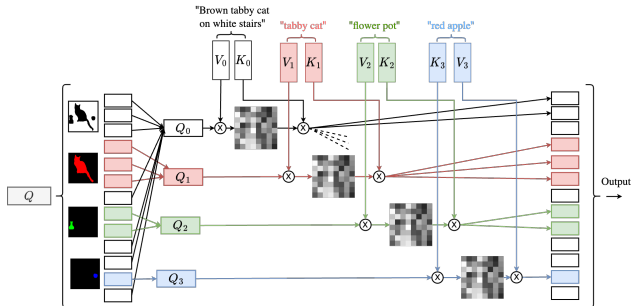 "Brown tabby cat
on white stairs"
"tabby cat"
"flower pot"
"red apple"
V0 K0
V1 K1
V2 K2
K3 V3
Q0
Q1
Q
Q2
Q3
Output